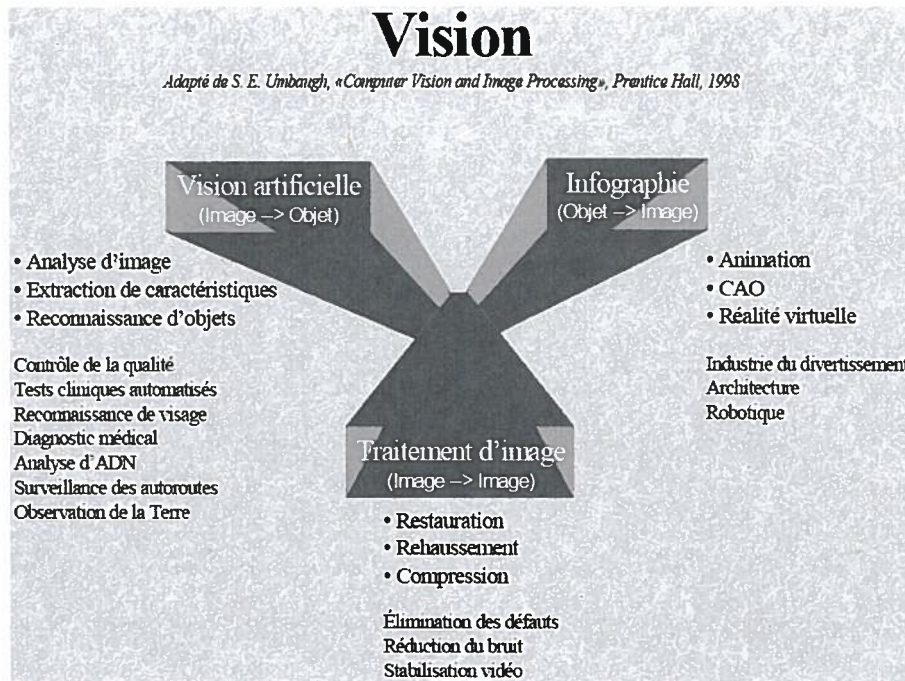 Vision
Adapté de S. E. Umbaugh, «Computer Vision and Image Processing», Prentice Hall, 1998
Vision artificielle
(Image –> Objet)
• Analyse d’image
• Extraction de caractéristiques
• Reconnaissance d’objets
Contrôle de la qualité
Tests cliniques automatisés
Reconnaissance de visage
Diagnostic médical
Analyse d’ADN
Surveillance des autoroutes
Observation de la Terre
Infographie
(Objet –> Image)
• Animation
• CAO
• Réalité virtuelle
Industrie du divertissement
Architecture
Robotique
Traitement d’image
(Image –> Image)
• Restauration
• Rehaussement
• Compression
Élimination des défauts
Réduction du bruit
Stabilisation vidéo